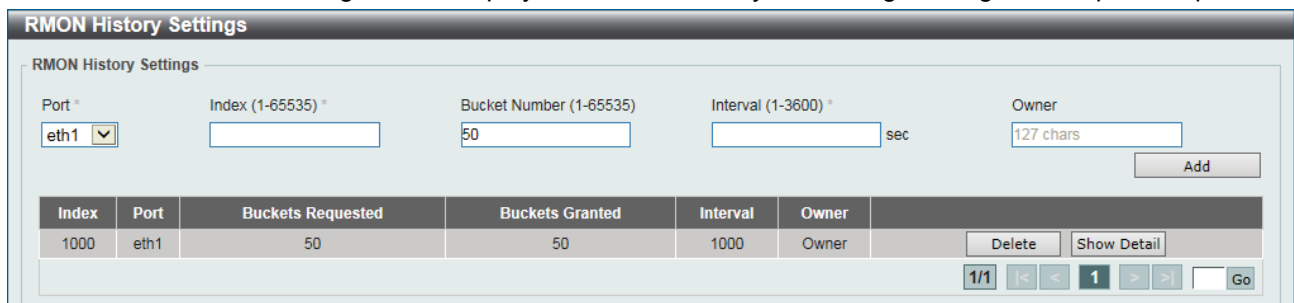 RMON History Settings
RMON History Settings
Port * Index (1-65535) * Bucket Number (1-65535) Interval (1-3600) * Owner
eth1 50 sec 127 chars
Add
Index Port Buckets Requested Buckets Granted Interval Owner
1000 eth1 50 50 1000 Owner Delete Show Detail
1/1 |< < 1 > >| Go